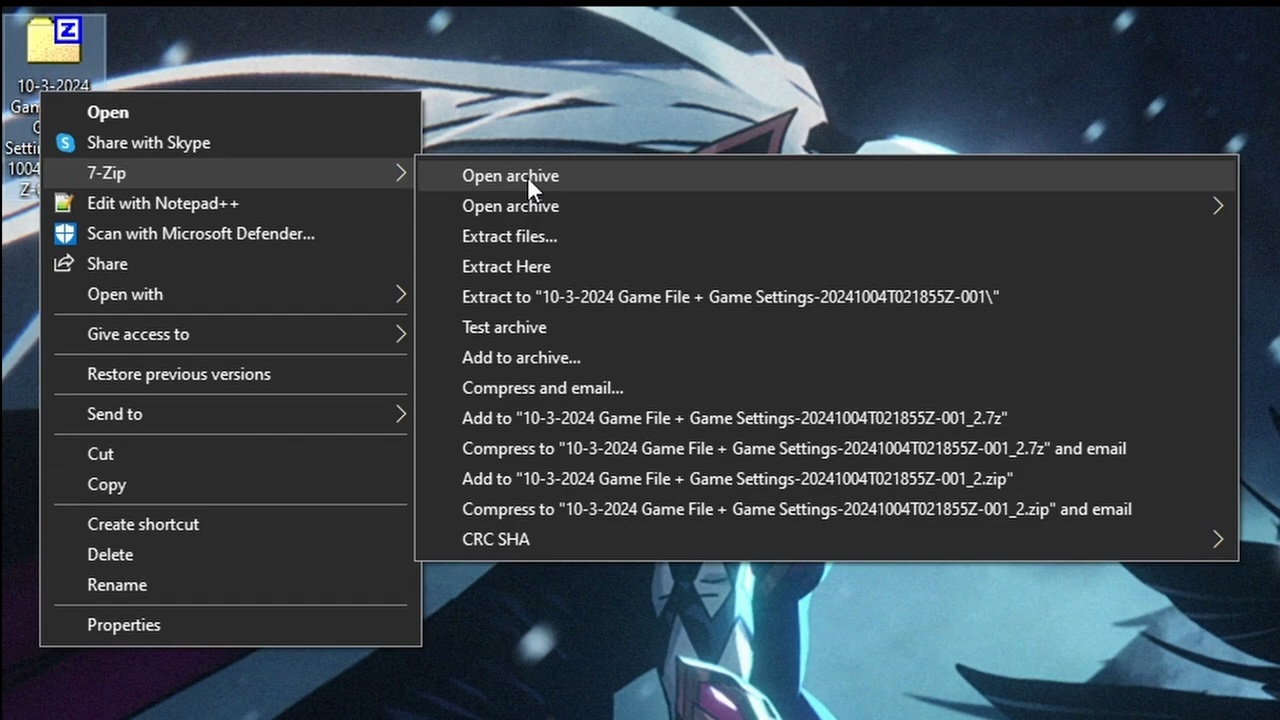 Z
10-3-2024
Open
Share with Skype
7-Zip
Edit with Notepad++
Scan with Microsoft Defender...
Share
Open with
Give access to
Restore previous versions
Send to
Cut
Copy
Create shortcut
Delete
Rename
Properties
Open archive
Open archive
Extract files...
Extract Here
Extract to "10-3-2024 Game File + Game Settings-20241004T021855Z-001\"
Test archive
Add to archive...
Compress and email...
Add to "10-3-2024 Game File + Game Settings-20241004T021855Z-001_2.7z"
Compress to "10-3-2024 Game File + Game Settings-20241004T021855Z-001_2.7z" and email
Add to "10-3-2024 Game File + Game Settings-20241004T021855Z-001_2.zip"
Compress to "10-3-2024 Game File + Game Settings-20241004T021855Z-001_2.zip" and email
CRC SHA